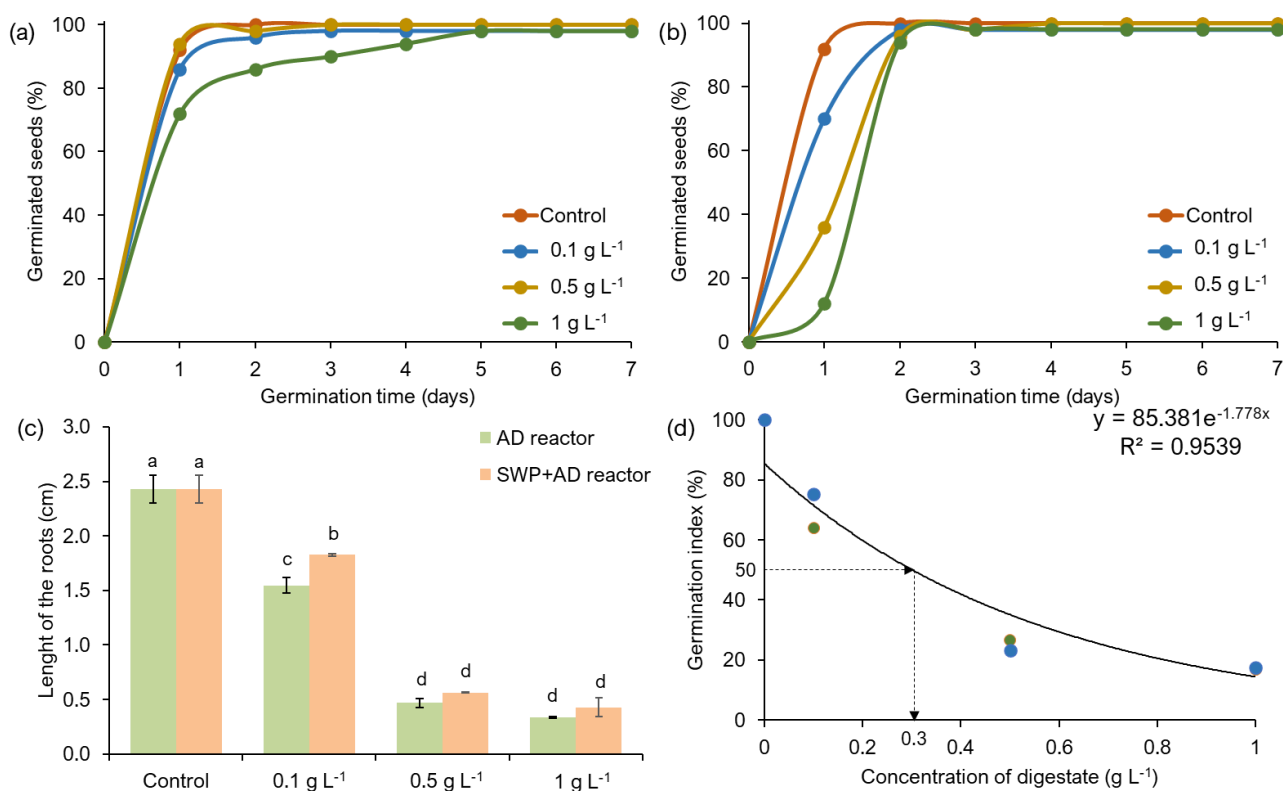 (a)
Germinated seeds (%)
100
80
60
40
20
0
0 1 2 3 4 5 6 7
Germination time (days)
Control
0.1 g L⁻¹
0.5 g L⁻¹
1 g L⁻¹
(b)
Germinated seeds (%)
100
80
60
40
20
0
0 1 2 3 4 5 6 7
Germination time (days)
Control
0.1 g L⁻¹
0.5 g L⁻¹
1 g L⁻¹
(c)
Lenght of the roots (cm)
3.0
2.5
2.0
1.5
1.0
0.5
0.0
AD reactor
SWP+AD reactor
a a
c b
d d
d d
Control 0.1 g L⁻¹ 0.5 g L⁻¹ 1 g L⁻¹
(d)
y = 85.381e⁻¹·⁷⁷⁸ˣ
R² = 0.9539
Germination index (%)
100
80
60
50
40
20
0
0 0.2 0.3 0.4 0.6 0.8 1
Concentration of digestate (g L⁻¹)